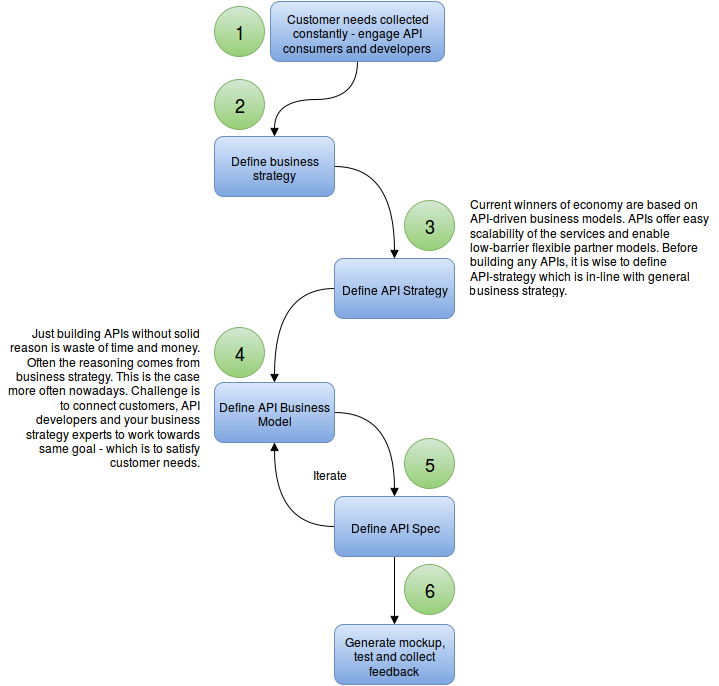 1
Customer needs collected
constantly - engage API
consumers and developers
2
Define business
strategy
3
Current winners of economy are based on
API-driven business models. APIs offer easy
scalability of the services and enable
low-barrier flexible partner models. Before
building any APIs, it is wise to define
API-strategy which is in-line with general
business strategy.
Define API Strategy
Just building APIs without solid
reason is waste of time and money.
Often the reasoning comes from
business strategy. This is the case
more often nowadays. Challenge is
to connect customers, API
developers and your business
strategy experts to work towards
same goal - which is to satisfy
customer needs.
4
Define API Business
Model
5
Iterate
Define API Spec
6
Generate mockup,
test and collect
feedback